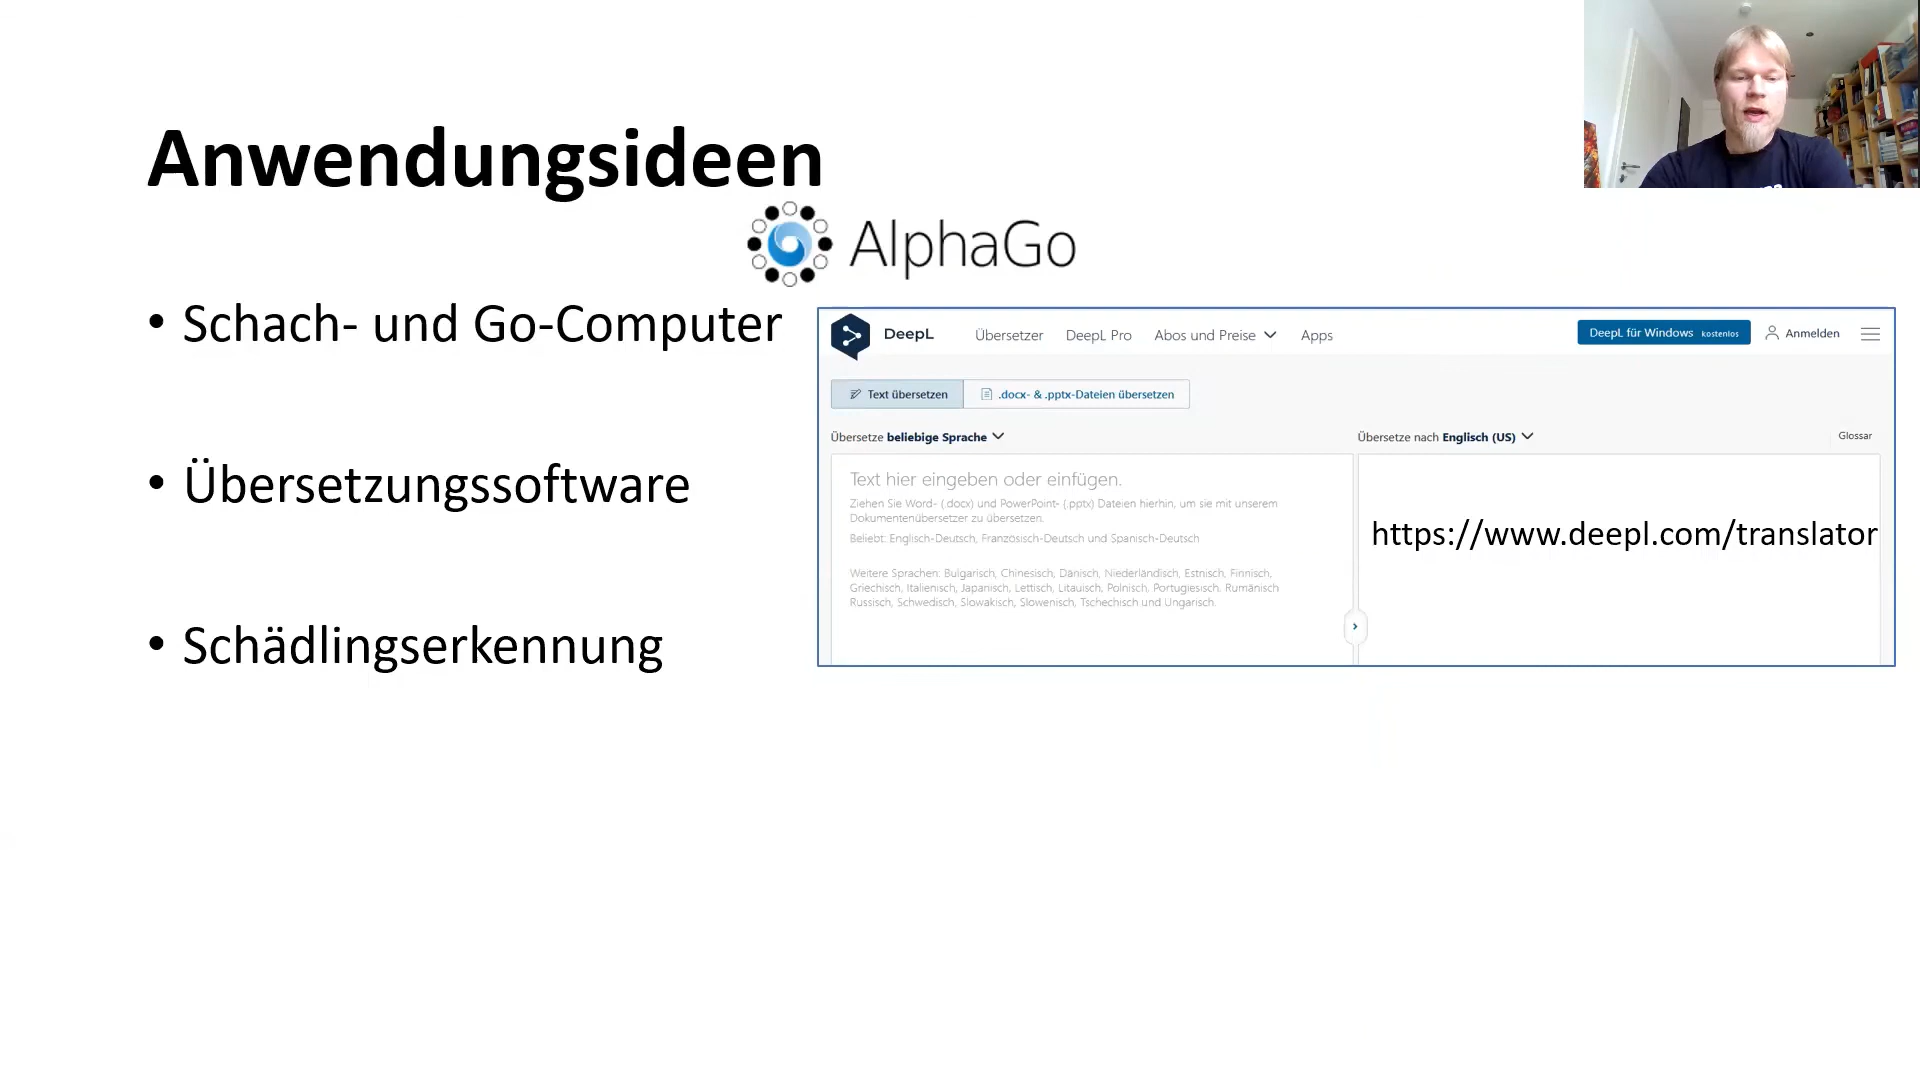 Anwendungsideen
AlphaGo
• Schach- und Go-Computer
• Übersetzungssoftware
• Schädlingserkennung
DeepL Übersetzer DeepL Pro Abos und Preise Apps DeepL für Windows kostenlos Anmelden
Text übersetzen .docx- & .pptx-Dateien übersetzen
Übersetze beliebige Sprache Übersetze nach Englisch (US) Glossar
Text hier eingeben oder einfügen.
Ziehen Sie Word- (.docx) und PowerPoint- (.pptx) Dateien hierhin, um sie mit unserem
Dokumentenübersetzer zu übersetzen.
Beliebt: Englisch-Deutsch, Französisch-Deutsch und Spanisch-Deutsch
Weitere Sprachen: Bulgarisch, Chinesisch, Dänisch, Niederländisch, Estnisch, Finnisch,
Griechisch, Italienisch, Japanisch, Lettisch, Litauisch, Polnisch, Portugiesisch, Rumänisch
Russisch, Schwedisch, Slowakisch, Slowenisch, Tschechisch und Ungarisch.
https://www.deepl.com/translator